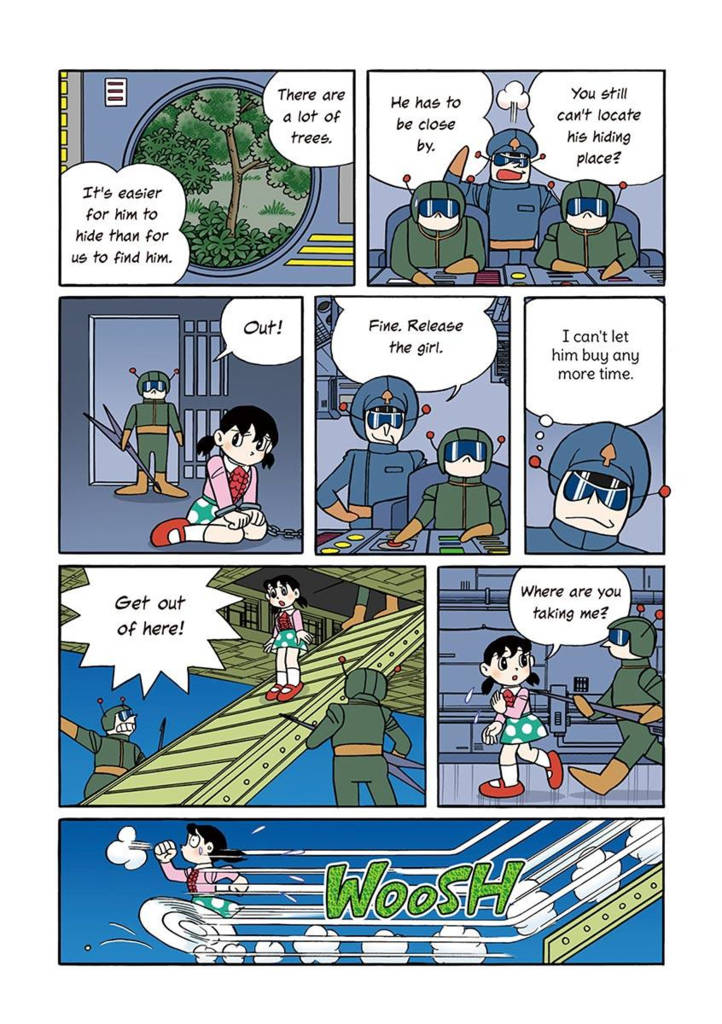 You still
can't locate
his hiding
place?
He has to
be close
by.
There are
a lot of
trees.
It's easier
for him to
hide than for
us to find him.
I can't let
him buy any
more time.
Fine. Release
the girl.
Out!
Where are you
taking me?
Get out
of here!
WOOSH